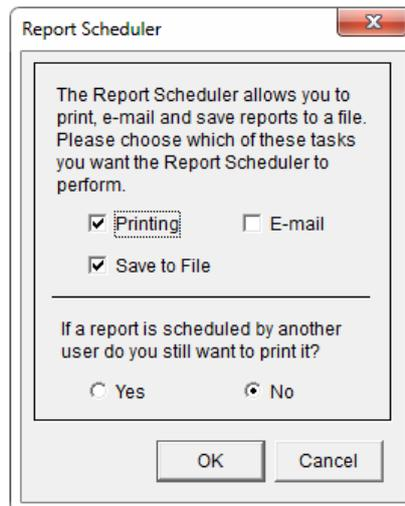 Report Scheduler
The Report Scheduler allows you to
print, e-mail and save reports to a file.
Please choose which of these tasks
you want the Report Scheduler to
perform.
Printing E-mail
Save to File
If a report is scheduled by another
user do you still want to print it?
Yes No
OK Cancel